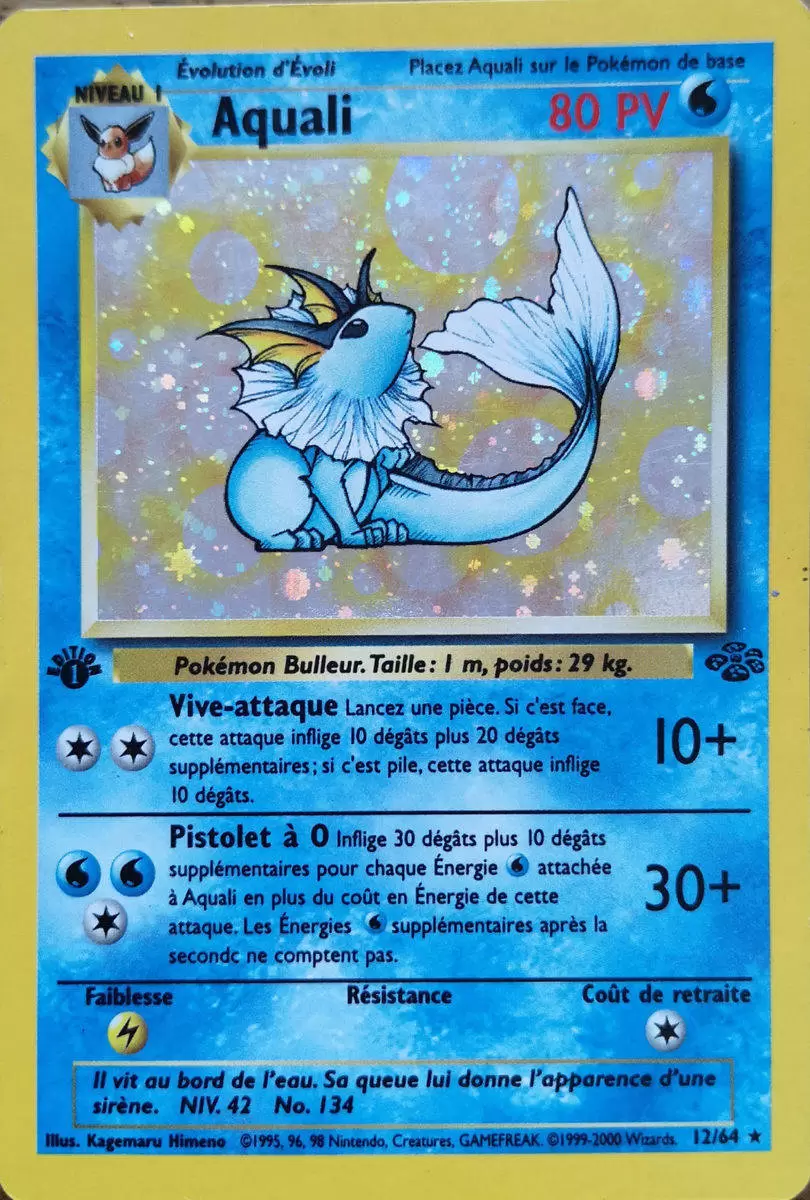 Évolution d'Évoli
Placez Aquali sur le Pokémon de base
NIVEAU 1
Aquali
80 PV
EDITION
1
Pokémon Bulleur. Taille: 1 m, poids: 29 kg.
Vive-attaque Lancez une pièce. Si c'est face,
cette attaque inflige 10 dégâts plus 20 dégâts
supplémentaires; si c'est pile, cette attaque inflige
10 dégâts.
10+
Pistolet à O Inflige 30 dégâts plus 10 dégâts
supplémentaires pour chaque Énergie attachée
à Aquali en plus du coût en Énergie de cette
attaque. Les Énergies supplémentaires après la
seconde ne comptent pas.
30+
Faiblesse
Résistance
Coût de retraite
Il vit au bord de l'eau. Sa queue lui donne l'apparence d'une
sirène. NIV. 42 No. 134
Illus. Kagemaru Himeno ©1995, 96, 98 Nintendo, Creatures, GAMEFREAK. ©1999-2000 Wizards. 12/64 ★